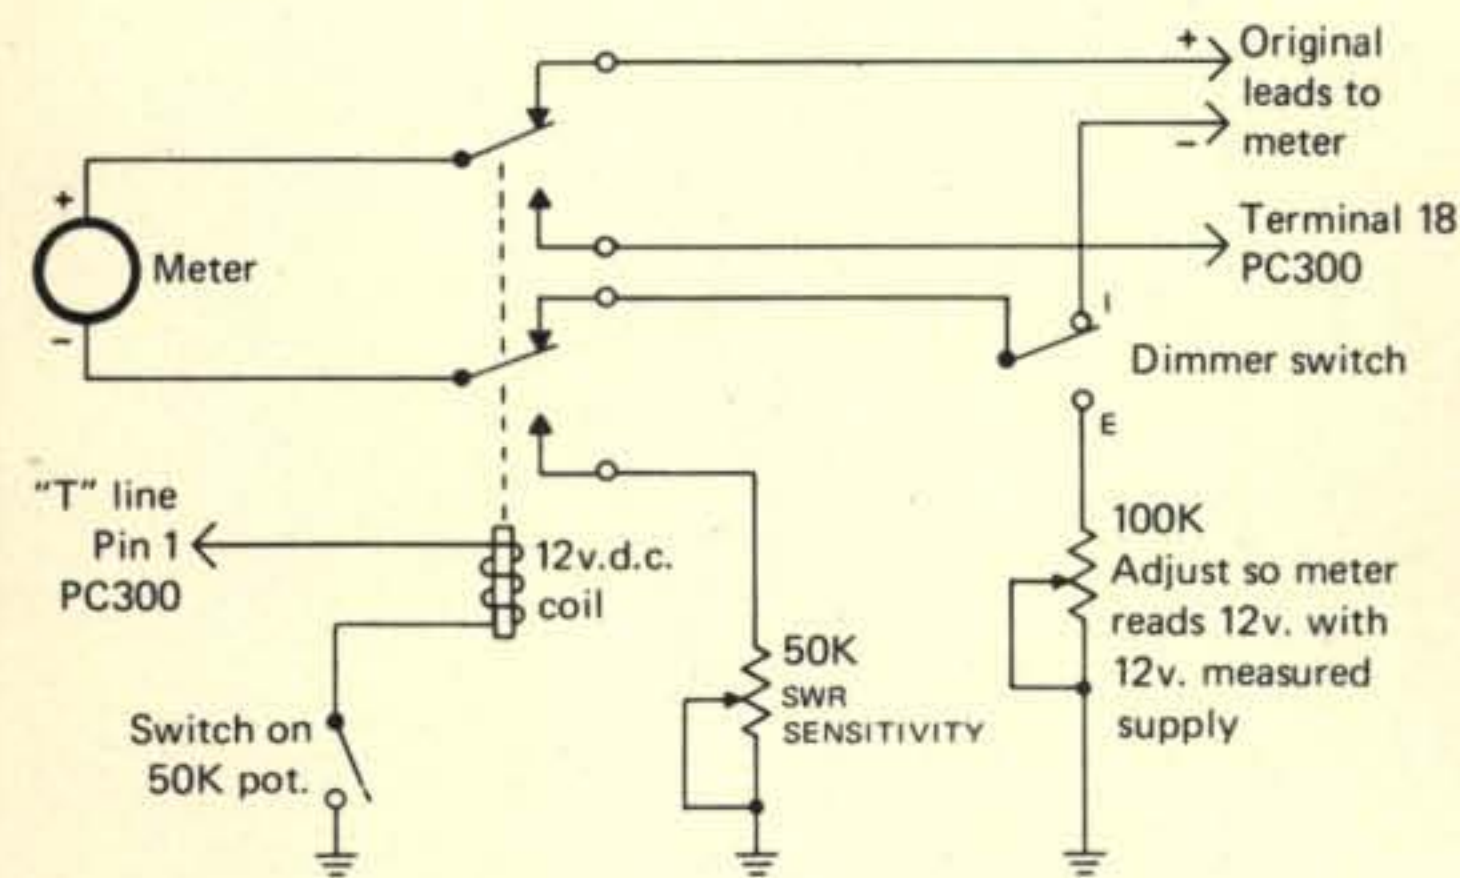 + Original
leads to
- meter
+
Meter
-
Terminal 18
PC300
I
Dimmer switch
E
"T" line
Pin 1
PC300
12v.d.c.
coil
100K
Adjust so meter
reads 12v. with
12v. measured
supply
50K
SWR
SENSITIVITY
Switch on
50K pot.